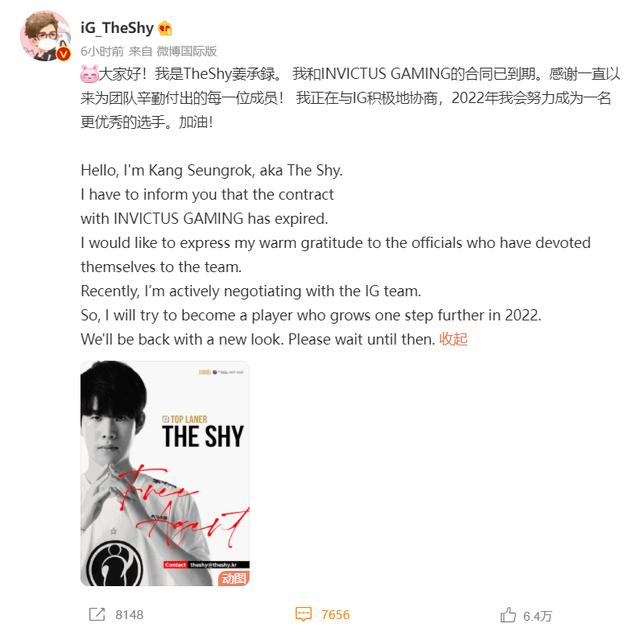 iG_TheShy
6小时前 来自 微博国际版
大家好！我是TheShy姜承録。 我和INVICTUS GAMING的合同已到期。感谢一直以
来为团队辛勤付出的每一位成员！ 我正在与IG积极地协商，2022年我会努力成为一名
更优秀的选手。加油！
Hello, I'm Kang Seungrok, aka The Shy.
I have to inform you that the contract
with INVICTUS GAMING has expired.
I would like to express my warm gratitude to the officials who have devoted
themselves to the team.
Recently, I'm actively negotiating with the IG team.
So, I will try to become a player who grows one step further in 2022.
We'll be back with a new look. Please wait until then. 收起
TOP LANER
THE SHY
Free
Agent
Contact theshy@theshy.kr
动图
8148
7656
6.4万